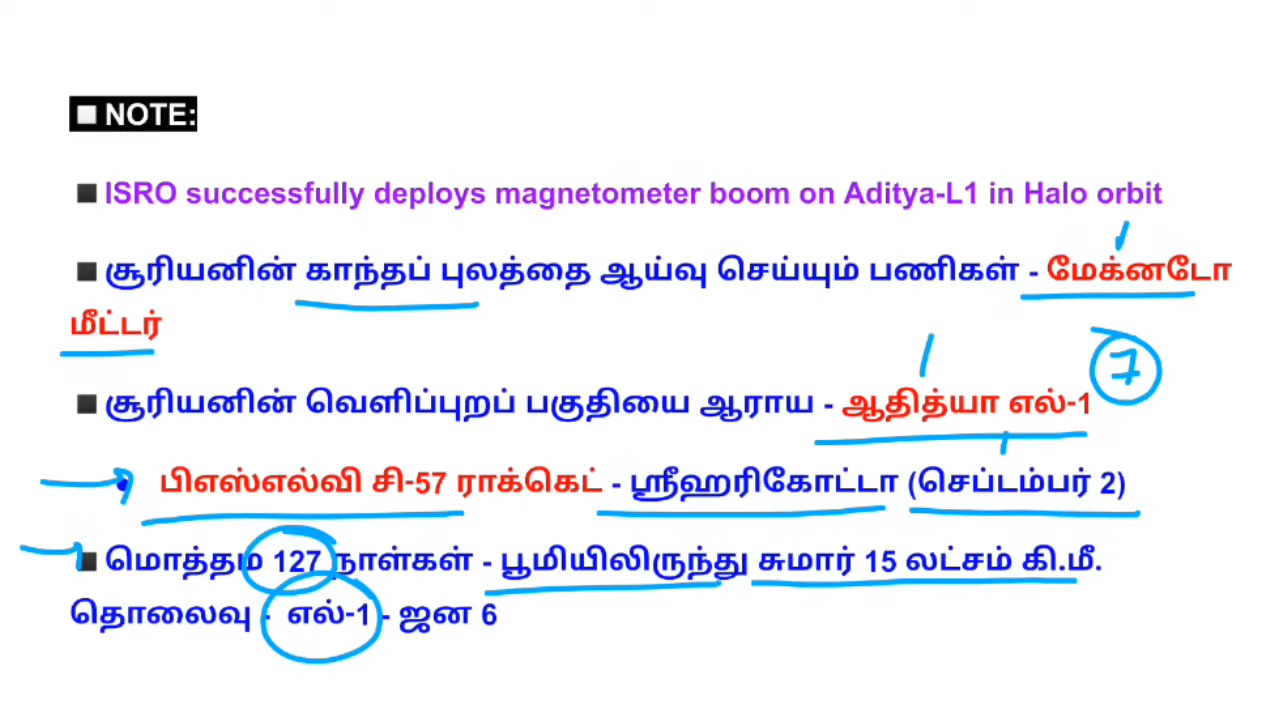 NOTE:
ISRO successfully deploys magnetometer boom on Aditya-L1 in Halo orbit
சூரியனின் காந்தப் புலத்தை ஆய்வு செய்யும் பணிகள் - மேக்னடோ
மீட்டர்
7
சூரியனின் வெளிப்புறப் பகுதியை ஆராய - ஆதித்யா எல்-1
பிஎஸ்எல்வி சி-57 ராக்கெட் - ஸ்ரீஹரிகோட்டா (செப்டம்பர் 2)
மொத்தம் 127 நாள்கள் - பூமியிலிருந்து சுமார் 15 லட்சம் கி.மீ.
தொலைவு - எல்-1 - ஜன 6